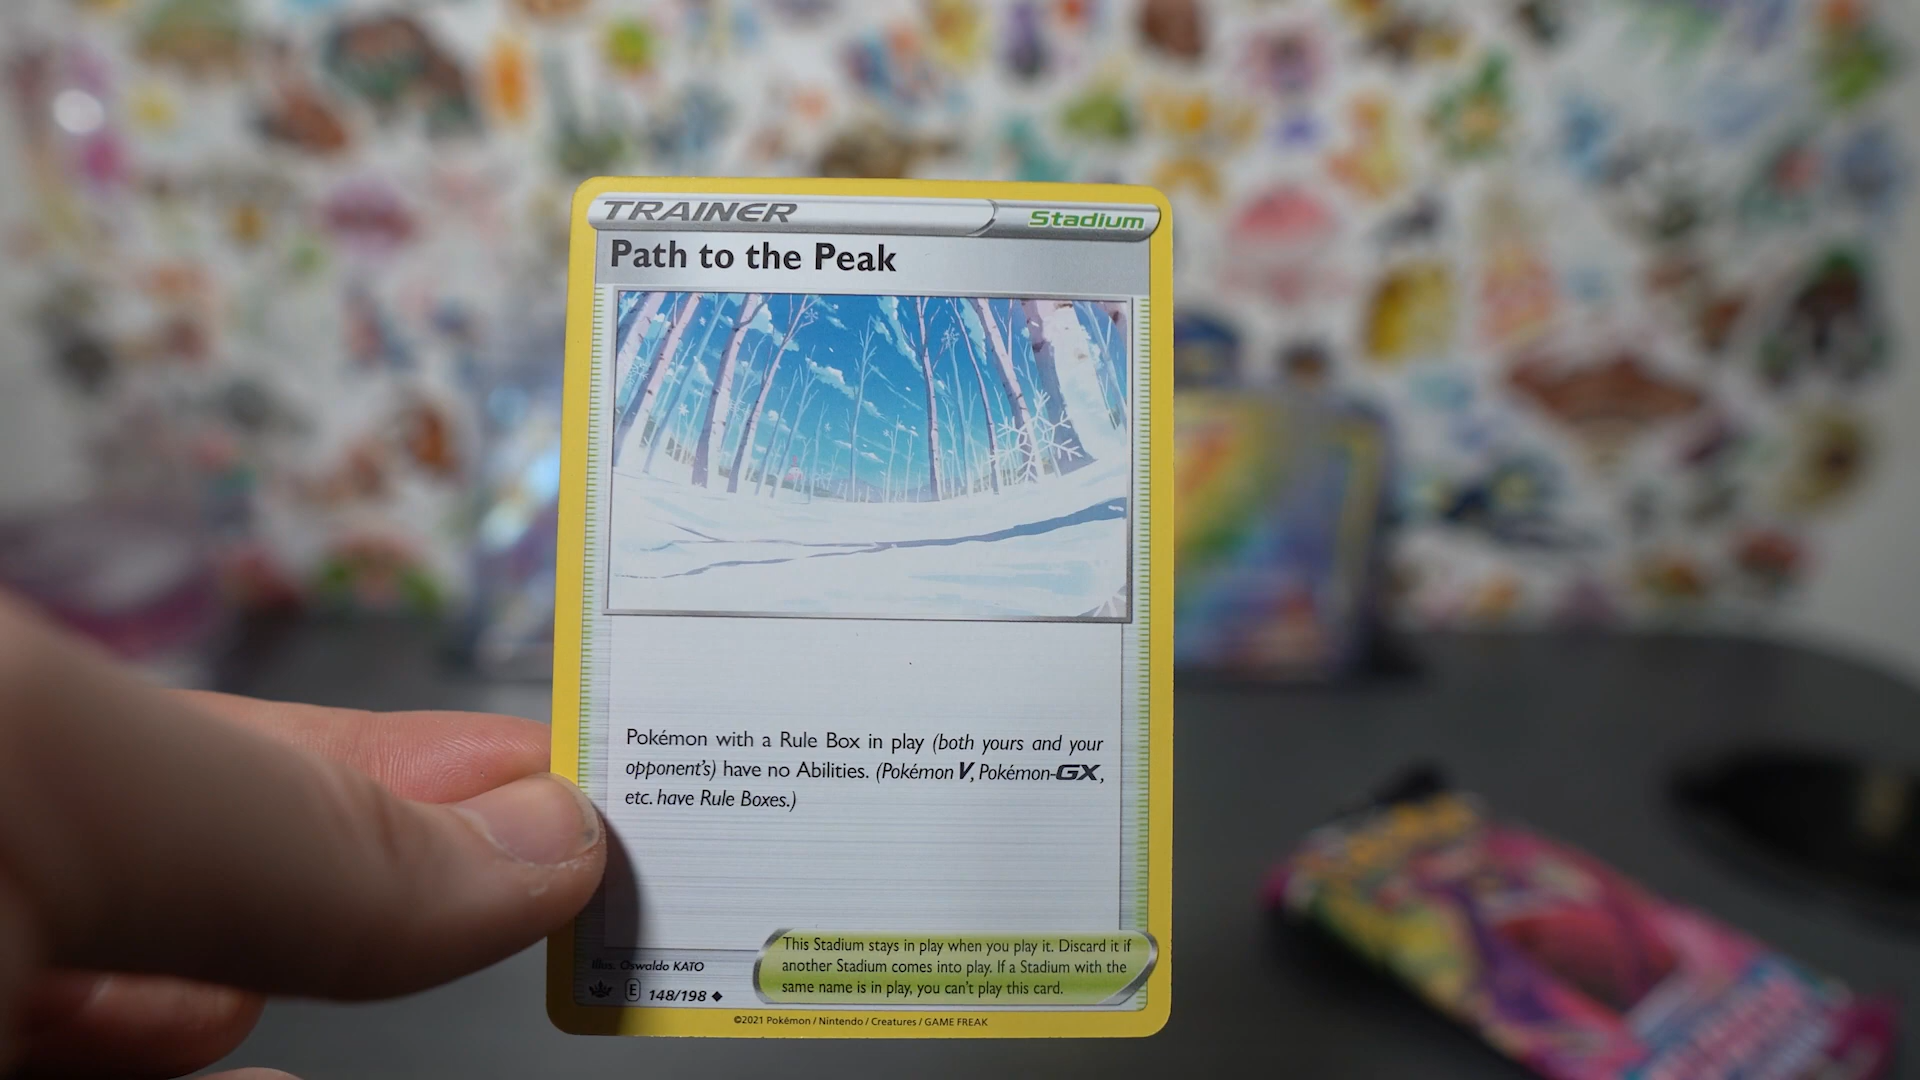 TRAINER
Stadium
Path to the Peak
Pokémon with a Rule Box in play (both yours and your
opponent's) have no Abilities. (Pokémon V, Pokémon-GX,
etc. have Rule Boxes.)
This Stadium stays in play when you play it. Discard it if
another Stadium comes into play. If a Stadium with the
same name is in play, you can't play this card.
Illus. Oswaldo KATO
E 148/198
©2021 Pokémon / Nintendo / Creatures / GAME FREAK